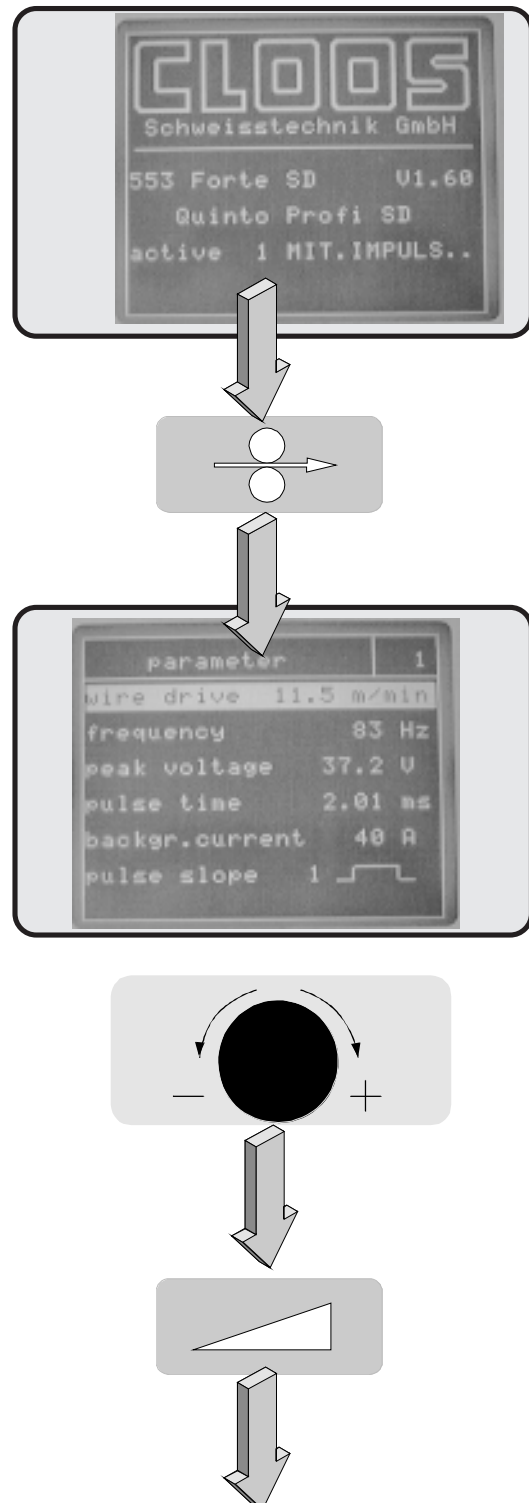 CLOOS
Schweisstechnik GmbH
553 Forte SD V1.60
Quinto Profi SD
active 1 MIT.IMPULS..
parameter 1
wire drive 11.5 m/min
frequency 83 Hz
peak voltage 37.2 V
pulse time 2.01 ms
backgr.current 40 A
pulse slope 1
— +